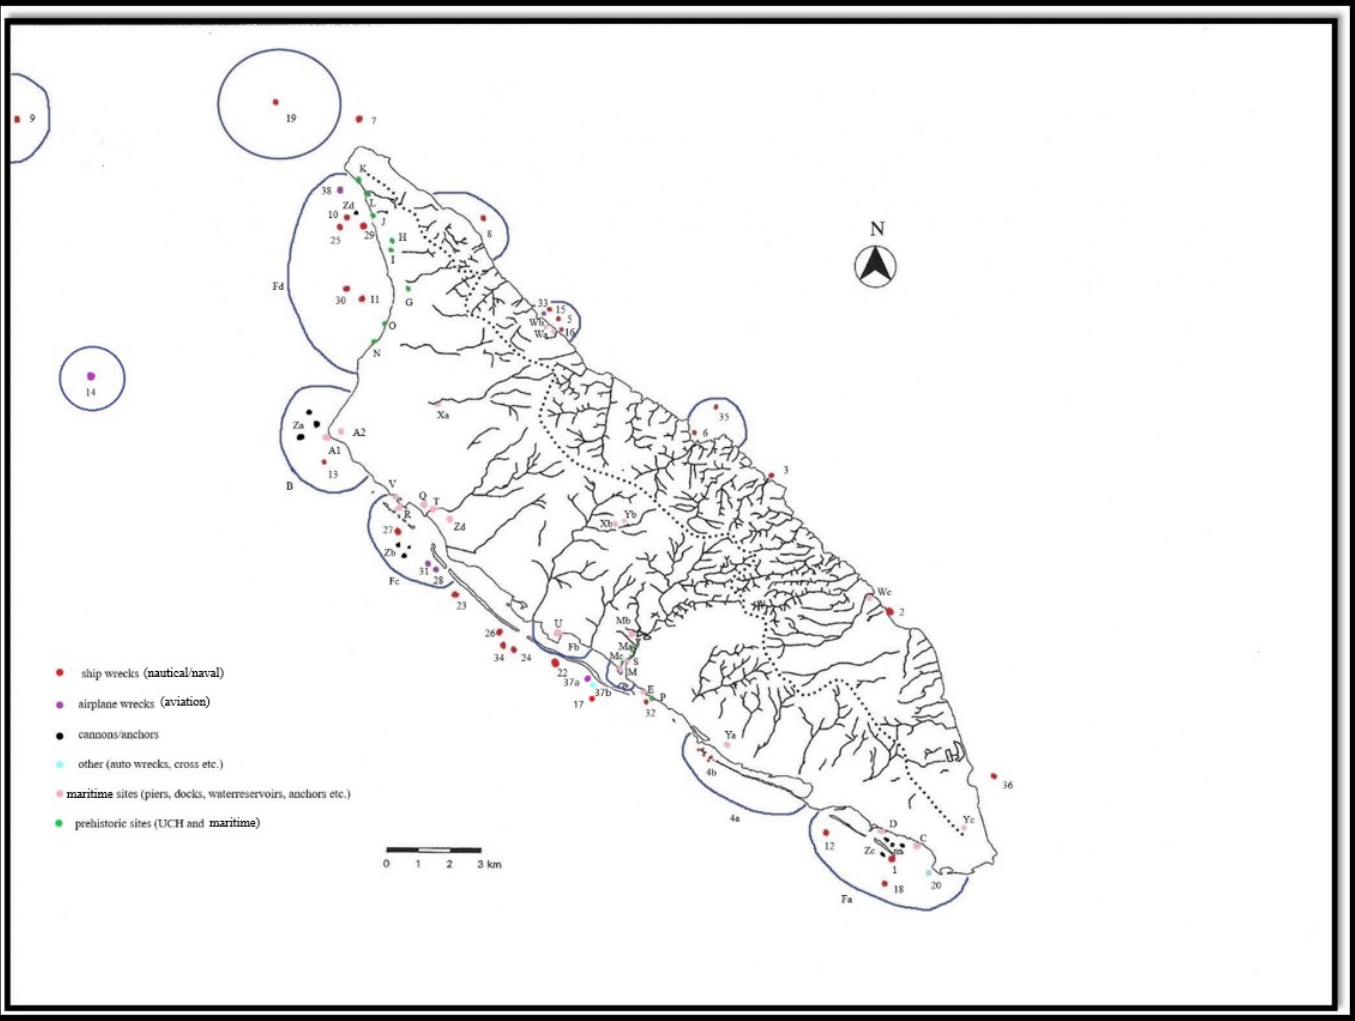 9
19
7
K
38
L
Zd
10
J
8
29
25
H
I
N
Fd
G
30
11
33
15
5
Wb
16
Wa
O
N
14
Xa
35
6
Za
A2
A1
13
B
3
V
Q
T
R
Zd
Yb
Xb
27
Zb
31
28
Fc
23
Wc
2
U
Mb
26
Fb
Ma
34
24
Mc
S
22
M
37a
37b
E
P
17
32
Ya
4b
36
4a
D
Yc
12
C
Zc
1
18
20
Fa
ship wrecks (nautical/naval)
airplane wrecks (aviation)
cannons/anchors
other (auto wrecks, cross etc.)
maritime sites (piers, docks, waterreservoirs, anchors etc.)
prehistoric sites (UCH and maritime)
0 1 2 3 km